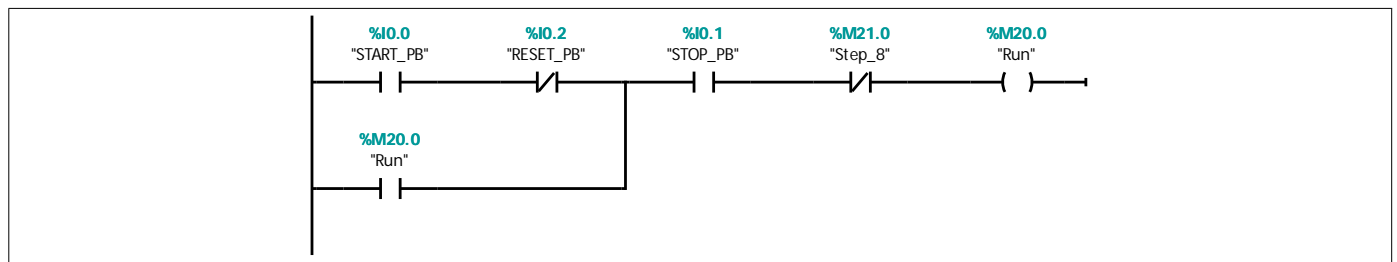 %I0.0
"START_PB"
%I0.2
"RESET_PB"
%I0.1
"STOP_PB"
%M21.0
"Step_8"
%M20.0
"Run"
%M20.0
"Run"